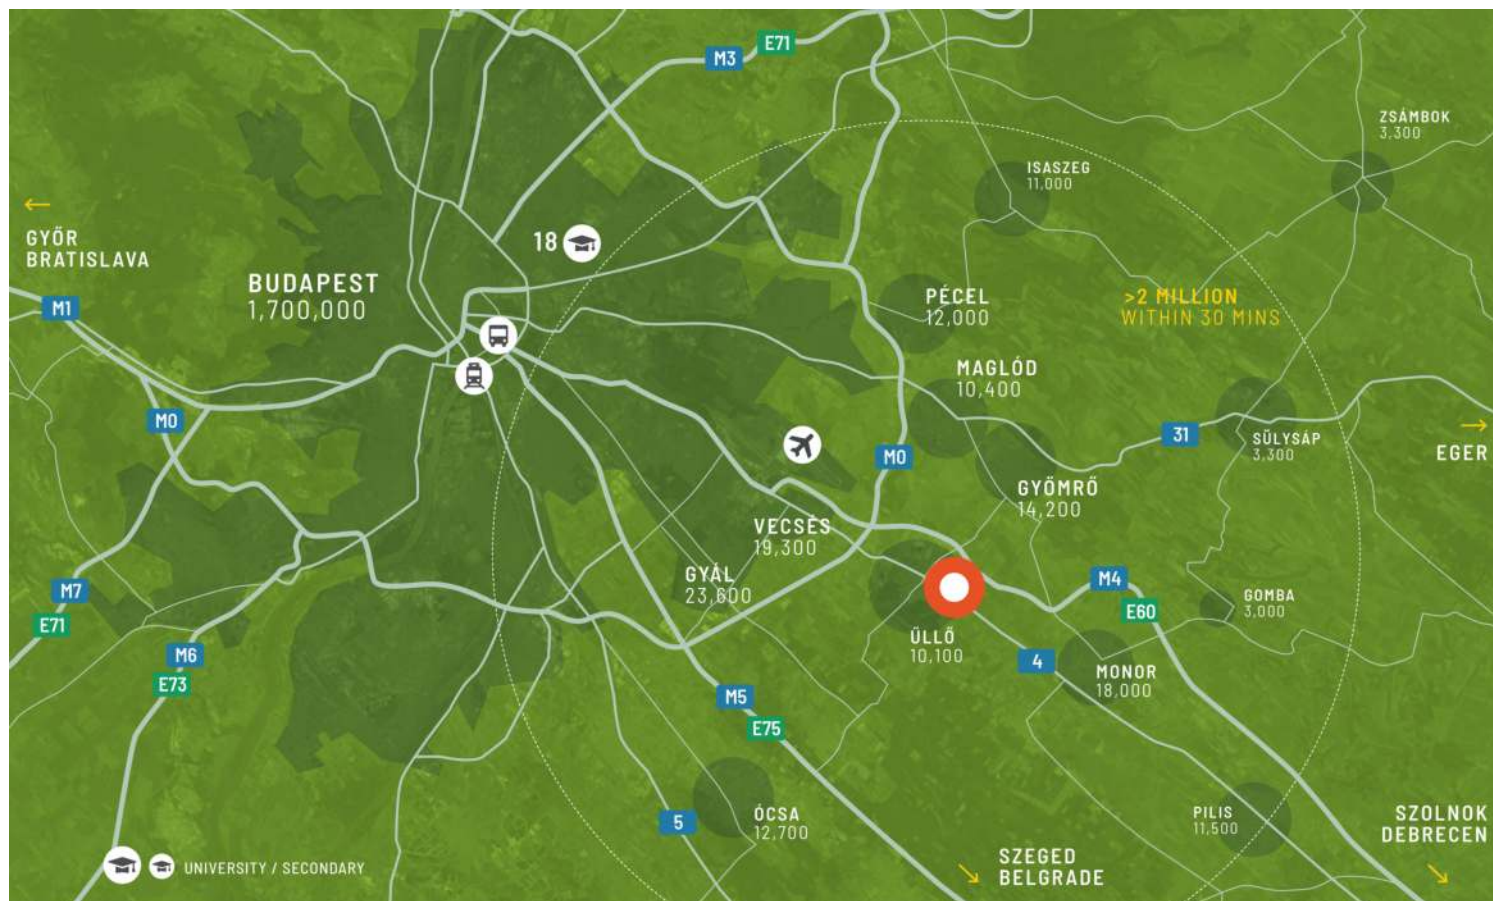 M3
E71
ZSÁMBOK
3,300
ISASZEG
11,000
GYŐR
BRATISLAVA
18
BUDAPEST
1,700,000
M1
PÉCEL
12,000
>2 MILLION
WITHIN 30 MINS
MAGLÓD
10,400
M0
31
SŰLYSÁP
3,300
EGER
M0
GYŐMRŐ
14,200
VECSÉS
19,300
GYÁL
23,600
M7
E71
M4
E60
GOMBA
3,000
ÜLLŐ
10,100
4
MONOR
18,000
M6
E73
M5
E75
ÓCSA
12,700
5
PILIS
11,500
SZOLNOK
DEBRECEN
SZEGED
BELGRADE
UNIVERSITY / SECONDARY